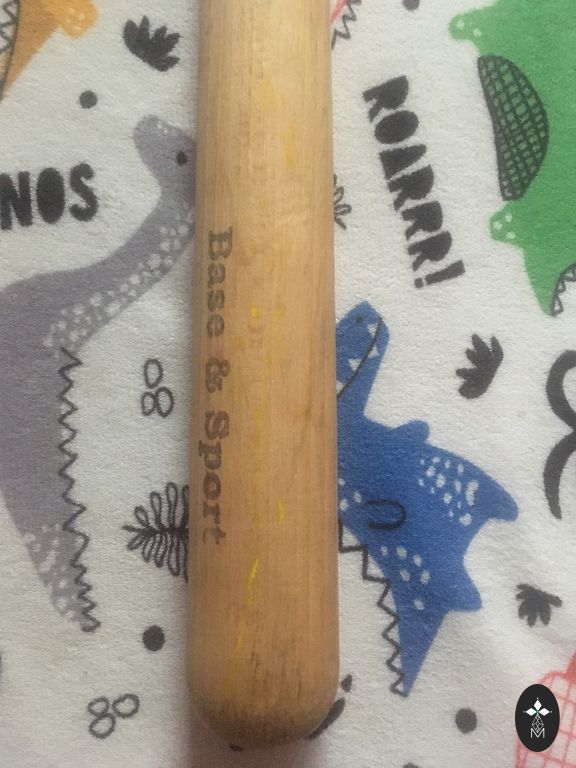 NOS
ROARRR!
Base & Sport
M